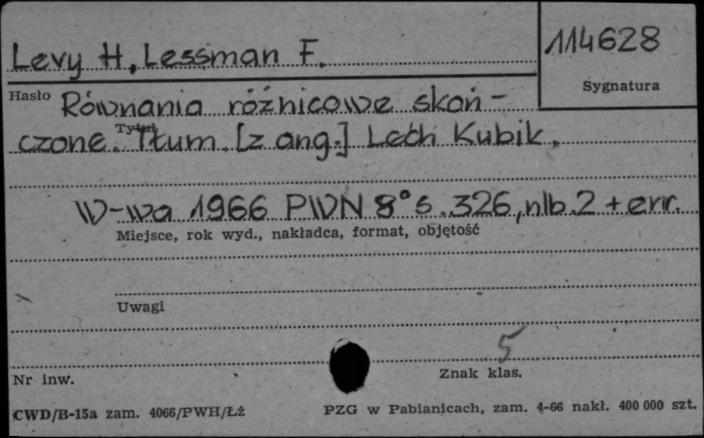 Levy H, Lessman F.
114628
Sygnatura
Hasło Równania różnicowe skoń-
Tytuł
czone. Tłum. [z ang.] Lech Kubik.
W-wa 1966 PWN 8° s. 326, nlb. 2 + err.
Miejsce, rok wyd., nakładca, format, objętość
Uwagi
5
Nr inw.
Znak klas.
CWD/B-15a zam. 4066/PWH/Łź
PZG w Pabianicach, zam. 4-66 nakł. 400 000 szt.